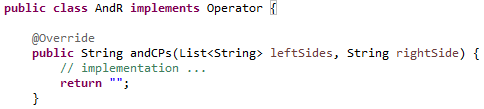 public class AndR implements Operator {
@Override
public String andCPs(List<String> leftSides, String rightSide) {
// implementation ...
return "";
}